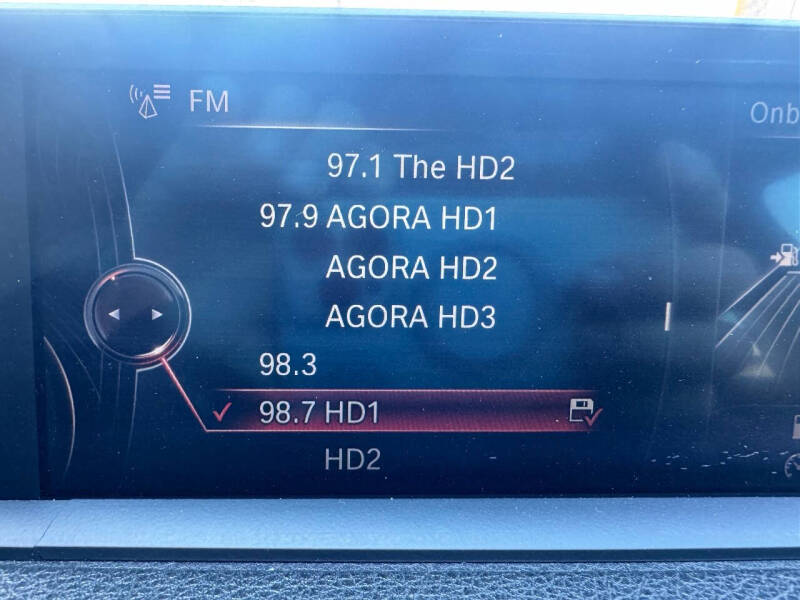 FM
Onb
97.1 The HD2
97.9 AGORA HD1
AGORA HD2
AGORA HD3
98.3
98.7 HD1
HD2